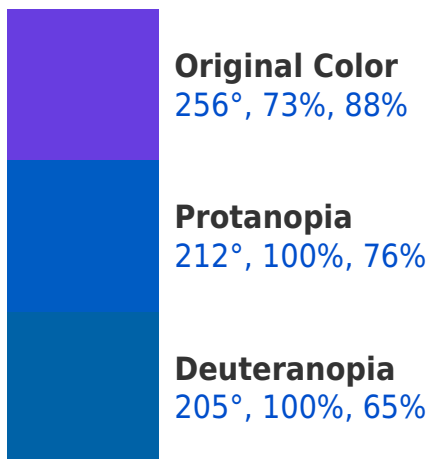 Original Color
256°, 73%, 88%
Protanopia
212°, 100%, 76%
Deuteranopia
205°, 100%, 65%